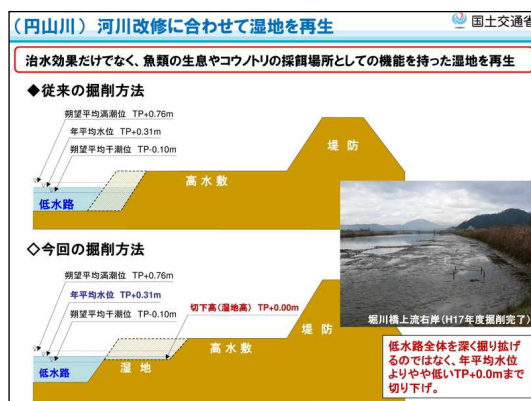 （円山川）河川改修に合わせて湿地を再生
国土交通省
治水効果だけでなく、魚類の生息やコウノトリの採餌場所としての機能を持った湿地を再生
◆従来の掘削方法
朔望平均満潮位 TP+0.76m
年平均水位 TP+0.31m
朔望平均干潮位 TP-0.10m
低水路
高水敷
堤防
◇今回の掘削方法
朔望平均満潮位 TP+0.76m
年平均水位 TP+0.31m
朔望平均干潮位 TP-0.10m
切下高（湿地高） TP+0.00m
低水路
湿地
高水敷
堤防
堀川橋上流右岸（H17年度掘削完了）
低水路全体を深く掘り拡げ
るのではなく、年平均水位
よりやや低いTP+0.0mまで
切り下げ。